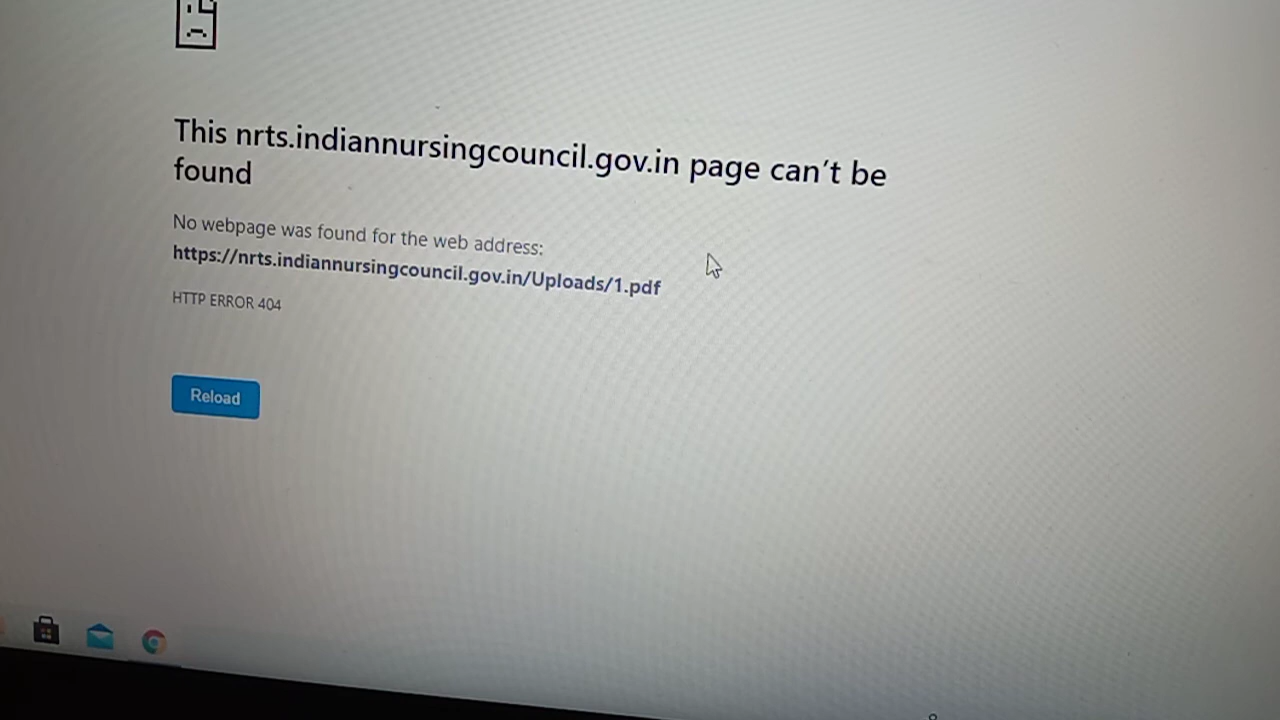 This nrts.indiannursingcouncil.gov.in page can't be
found
No webpage was found for the web address:
https://nrts.indiannursingcouncil.gov.in/Uploads/1.pdf
HTTP ERROR 404
Reload